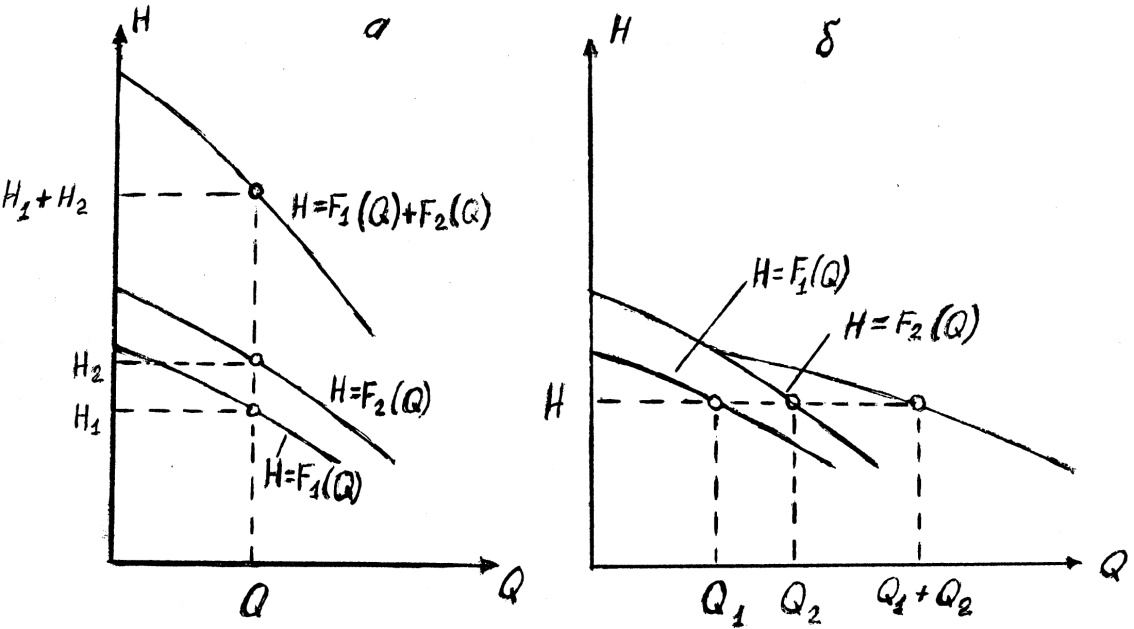 H
а
H₁ + H₂
H=F₁(Q)+F₂(Q)
H₂
H=F₂(Q)
H₁
H=F₁(Q)
Q
Q
H
б
H=F₁(Q)
H=F₂(Q)
H
Q₁
Q₂
Q₁ + Q₂
Q